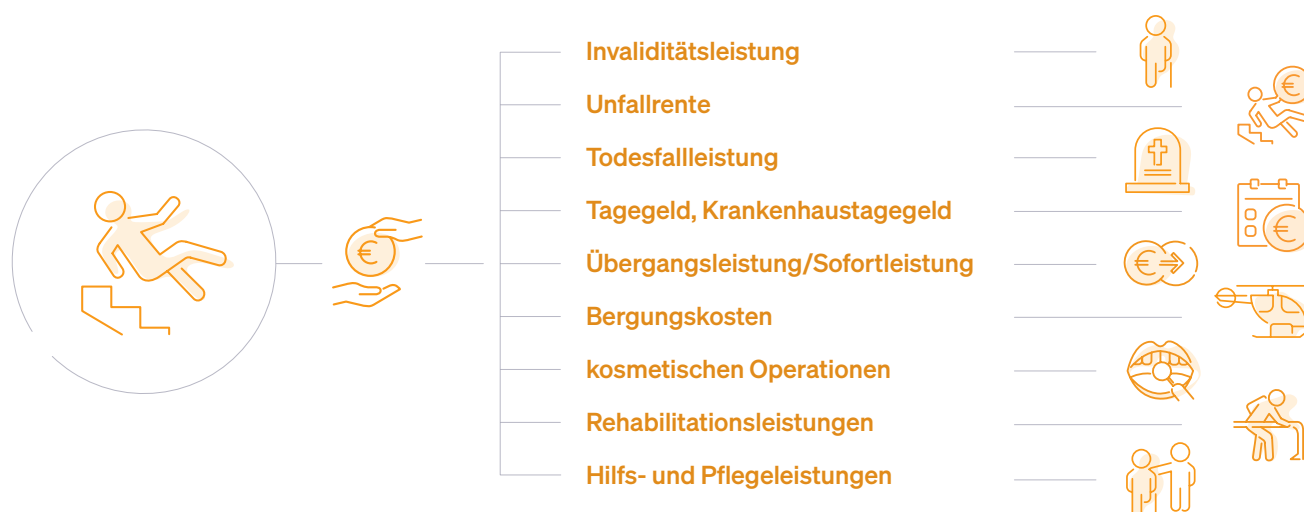 Invaliditätsleistung
Unfallrente
Todesfallleistung
Tagegeld, Krankenhaustagegeld
Übergangsleistung/Sofortleistung
Bergungskosten
kosmetischen Operationen
Rehabilitationsleistungen
Hilfs- und Pflegeleistungen